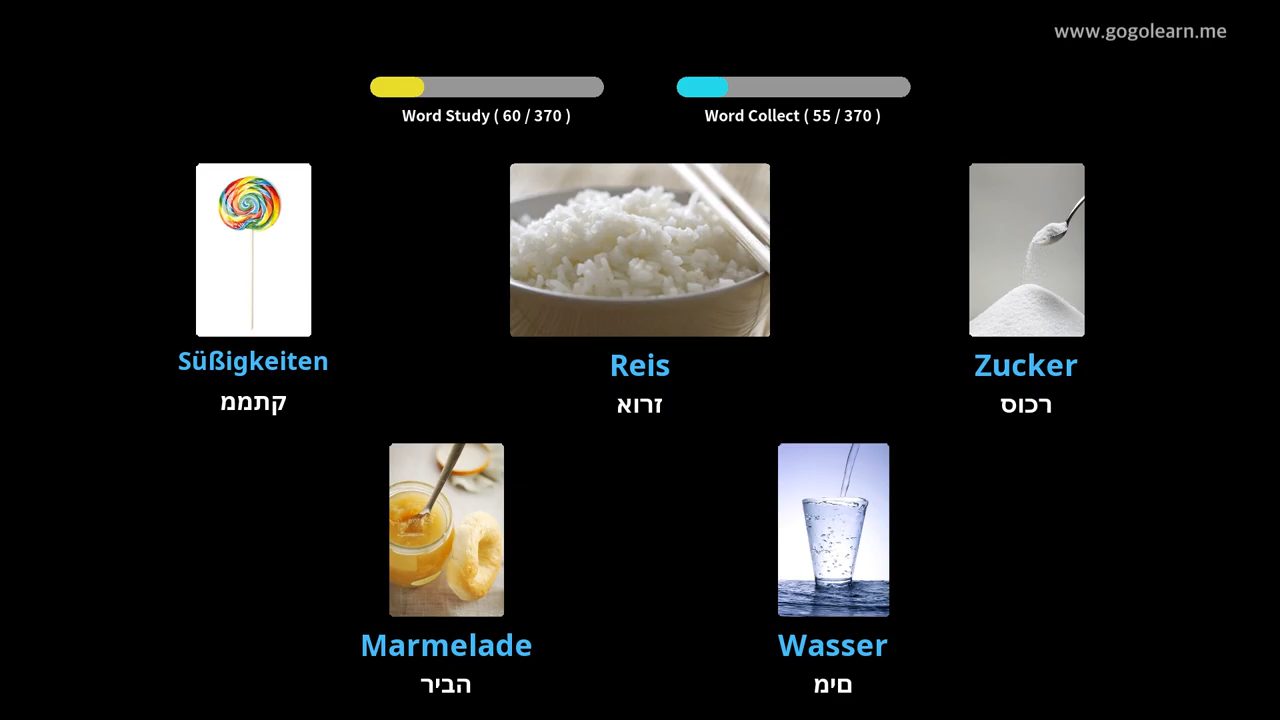 www.gogolearn.me
Word Study ( 60 / 370 )
Word Collect ( 55 / 370 )
Süßigkeiten
קתממ
Reis
זרוא
Zucker
רכוס
Marmelade
הביר
Wasser
םימ